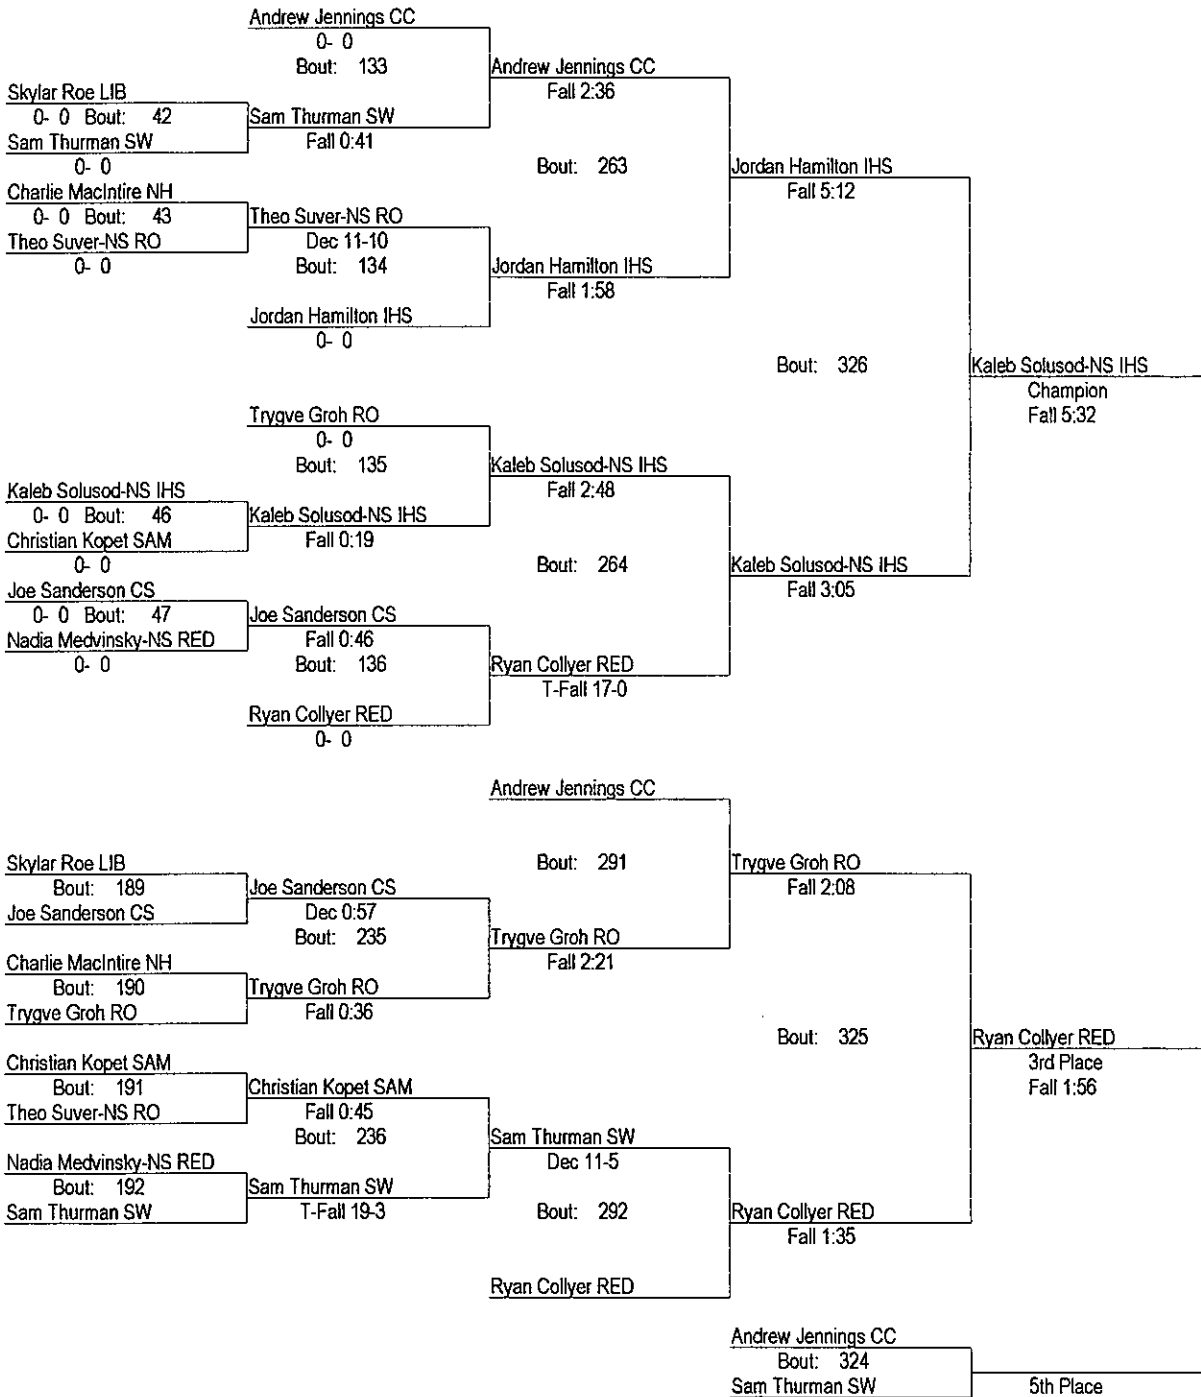 Andrew Jennings CC
0- 0
Bout: 133
Andrew Jennings CC
Fall 2:36
Skylar Roe LIB
0- 0 Bout: 42
Sam Thurman SW
Fall 0:41
Sam Thurman SW
0- 0
Bout: 263
Jordan Hamilton IHS
Fall 5:12
Charlie MacIntire NH
0- 0 Bout: 43
Theo Suver-NS RO
Dec 11-10
Theo Suver-NS RO
0- 0
Bout: 134
Jordan Hamilton IHS
Fall 1:58
Jordan Hamilton IHS
0- 0
Bout: 326
Kaleb Solusod-NS IHS
Champion
Fall 5:32
Trygve Groh RO
0- 0
Bout: 135
Kaleb Solusod-NS IHS
Fall 2:48
Kaleb Solusod-NS IHS
0- 0 Bout: 46
Kaleb Solusod-NS IHS
Fall 0:19
Christian Kopet SAM
0- 0
Bout: 264
Kaleb Solusod-NS IHS
Fall 3:05
Joe Sanderson CS
0- 0 Bout: 47
Joe Sanderson CS
Fall 0:46
Nadia Medvinsky-NS RED
0- 0
Bout: 136
Ryan Collyer RED
T-Fall 17-0
Ryan Collyer RED
0- 0
Andrew Jennings CC
Bout: 291
Trygve Groh RO
Fall 2:08
Skylar Roe LIB
Bout: 189
Joe Sanderson CS
Joe Sanderson CS
Dec 0:57
Bout: 235
Trygve Groh RO
Fall 2:21
Charlie MacIntire NH
Bout: 190
Trygve Groh RO
Trygve Groh RO
Fall 0:36
Bout: 325
Ryan Collyer RED
3rd Place
Fall 1:56
Christian Kopet SAM
Bout: 191
Theo Suver-NS RO
Christian Kopet SAM
Fall 0:45
Bout: 236
Sam Thurman SW
Dec 11-5
Nadia Medvinsky-NS RED
Bout: 192
Sam Thurman SW
Sam Thurman SW
T-Fall 19-3
Bout: 292
Ryan Collyer RED
Fall 1:35
Ryan Collyer RED
Andrew Jennings CC
Bout: 324
Sam Thurman SW
5th Place